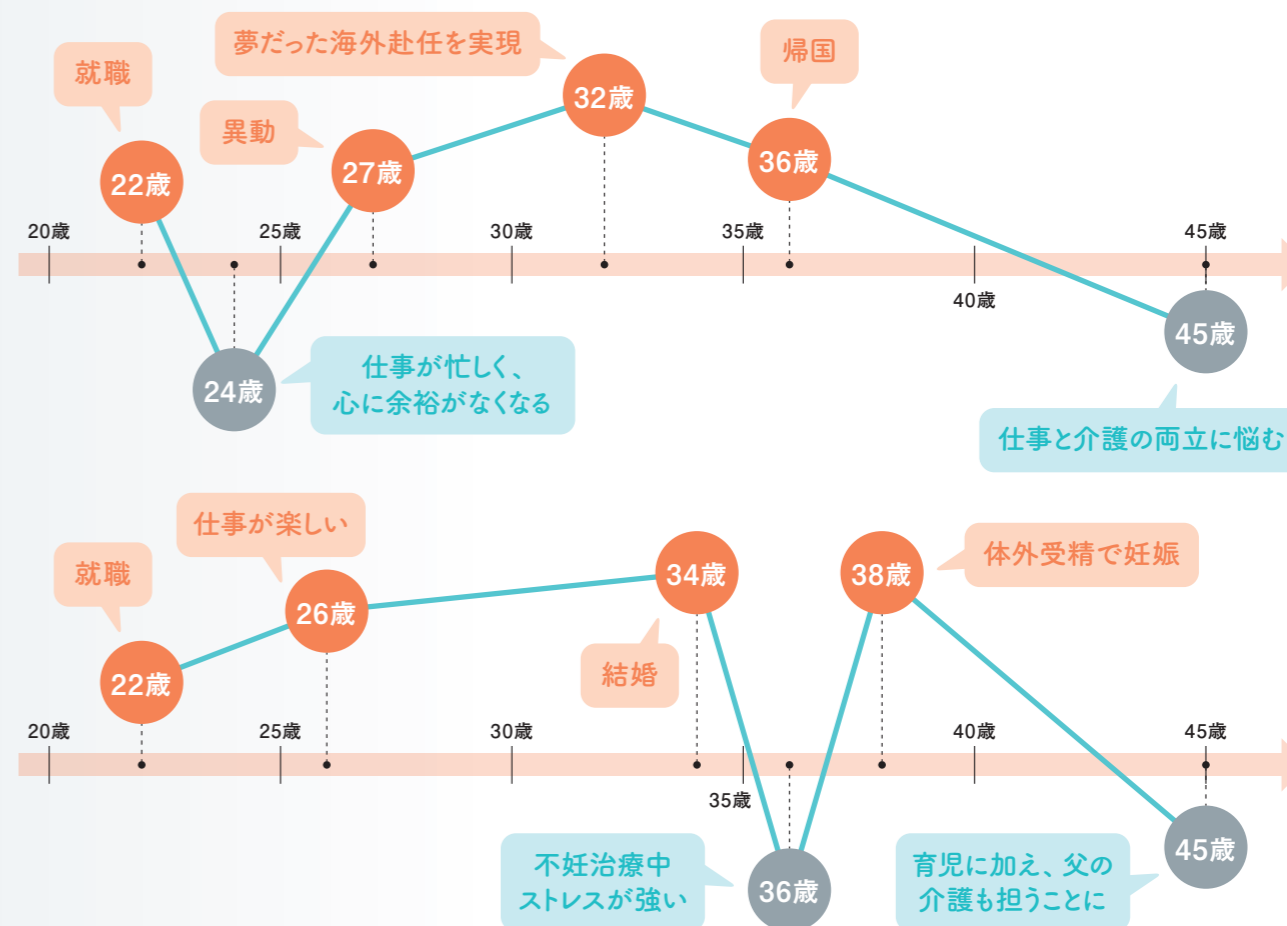 夢だった海外赴任を実現
就職
異動
帰国
32歳
22歳
27歳
36歳
20歳
25歳
30歳
35歳
40歳
45歳
24歳
仕事が忙しく、
心に余裕がなくなる
45歳
仕事と介護の両立に悩む
就職
仕事が楽しい
22歳
26歳
34歳
結婚
38歳
体外受精で妊娠
20歳
25歳
30歳
35歳
40歳
45歳
不妊治療中
ストレスが強い
36歳
育児に加え、父の
介護も担うことに
45歳